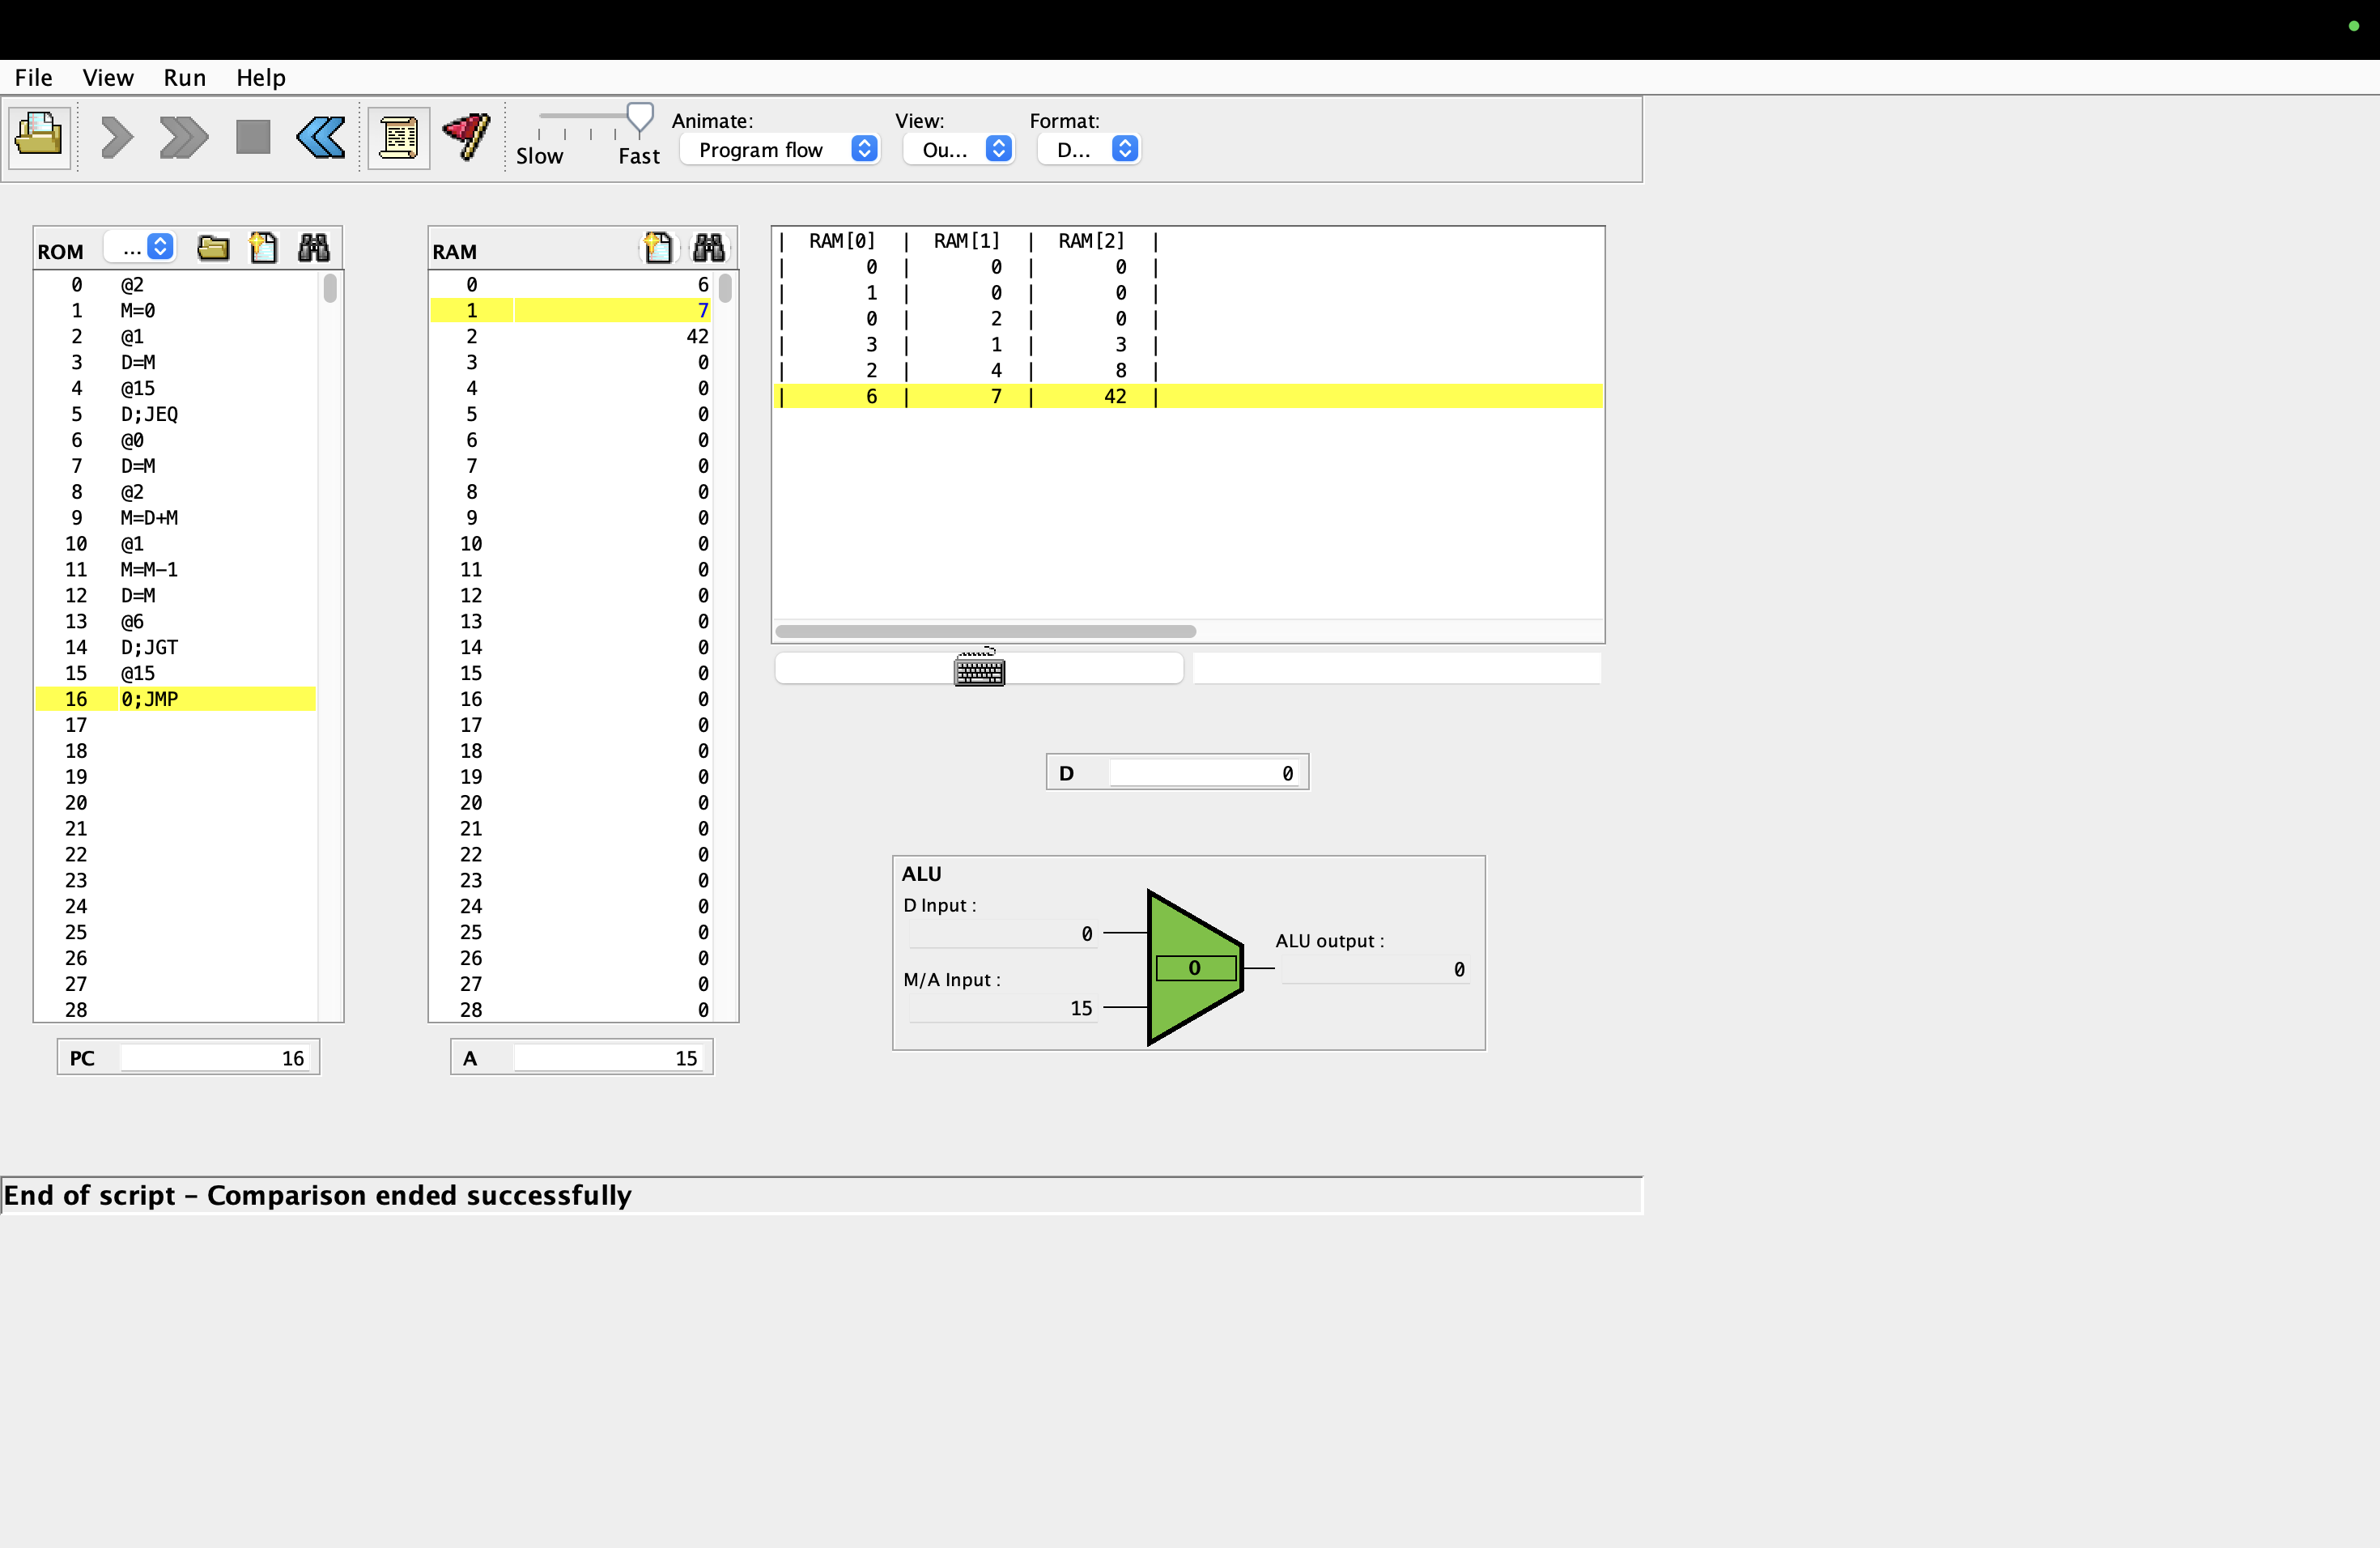 File View Run Help
Animate: View: Format:
Slow Fast Program flow Ou... D...
ROM ...
0 @2
1 M=0
2 @1
3 D=M
4 @15
5 D;JEQ
6 @0
7 D=M
8 @2
9 M=D+M
10 @1
11 M=M-1
12 D=M
13 @6
14 D;JGT
15 @15
16 0;JMP
17
18
19
20
21
22
23
24
25
26
27
28
PC 16
RAM
0 6
1 7
2 42
3 0
4 0
5 0
6 0
7 0
8 0
9 0
10 0
11 0
12 0
13 0
14 0
15 0
16 0
17 0
18 0
19 0
20 0
21 0
22 0
23 0
24 0
25 0
26 0
27 0
28 0
A 15
| RAM[0] | RAM[1] | RAM[2] |
| 0 | 0 | 0 |
| 1 | 0 | 0 |
| 0 | 2 | 0 |
| 3 | 1 | 3 |
| 2 | 4 | 8 |
| 6 | 7 | 42 |
D 0
ALU
D Input :
0
M/A Input :
15
0
ALU output :
0
End of script – Comparison ended successfully